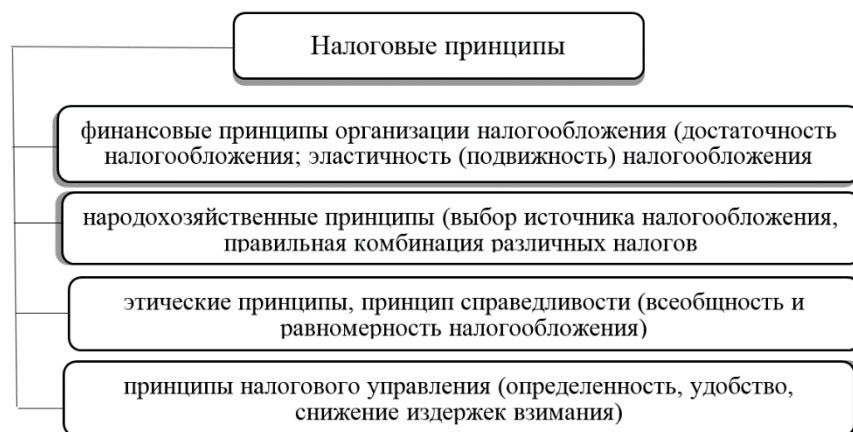 Налоговые принципы
финансовые принципы организации налогообложения (достаточность
налогообложения; эластичность (подвижность) налогообложения
народохозяйственные принципы (выбор источника налогообложения,
правильная комбинация различных налогов
этические принципы, принцип справедливости (всеобщность и
равномерность налогообложения)
принципы налогового управления (определенность, удобство,
снижение издержек взимания)